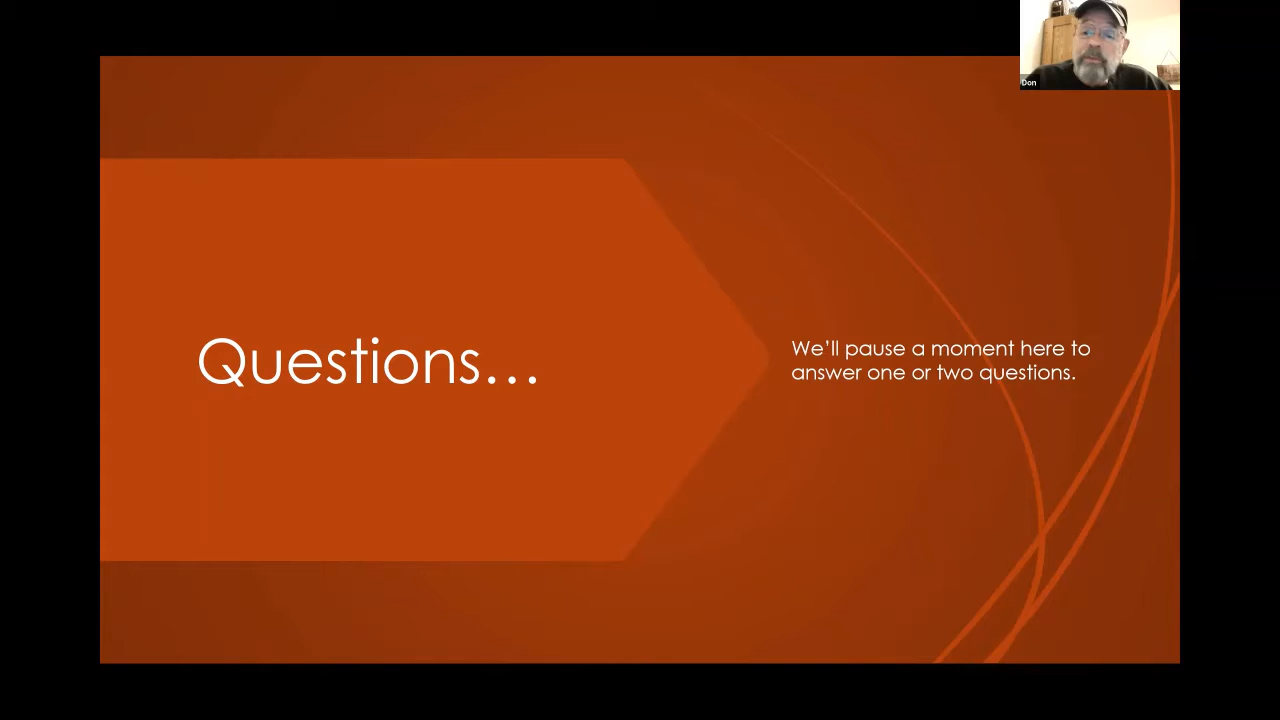 Don
Questions...
We'll pause a moment here to
answer one or two questions.